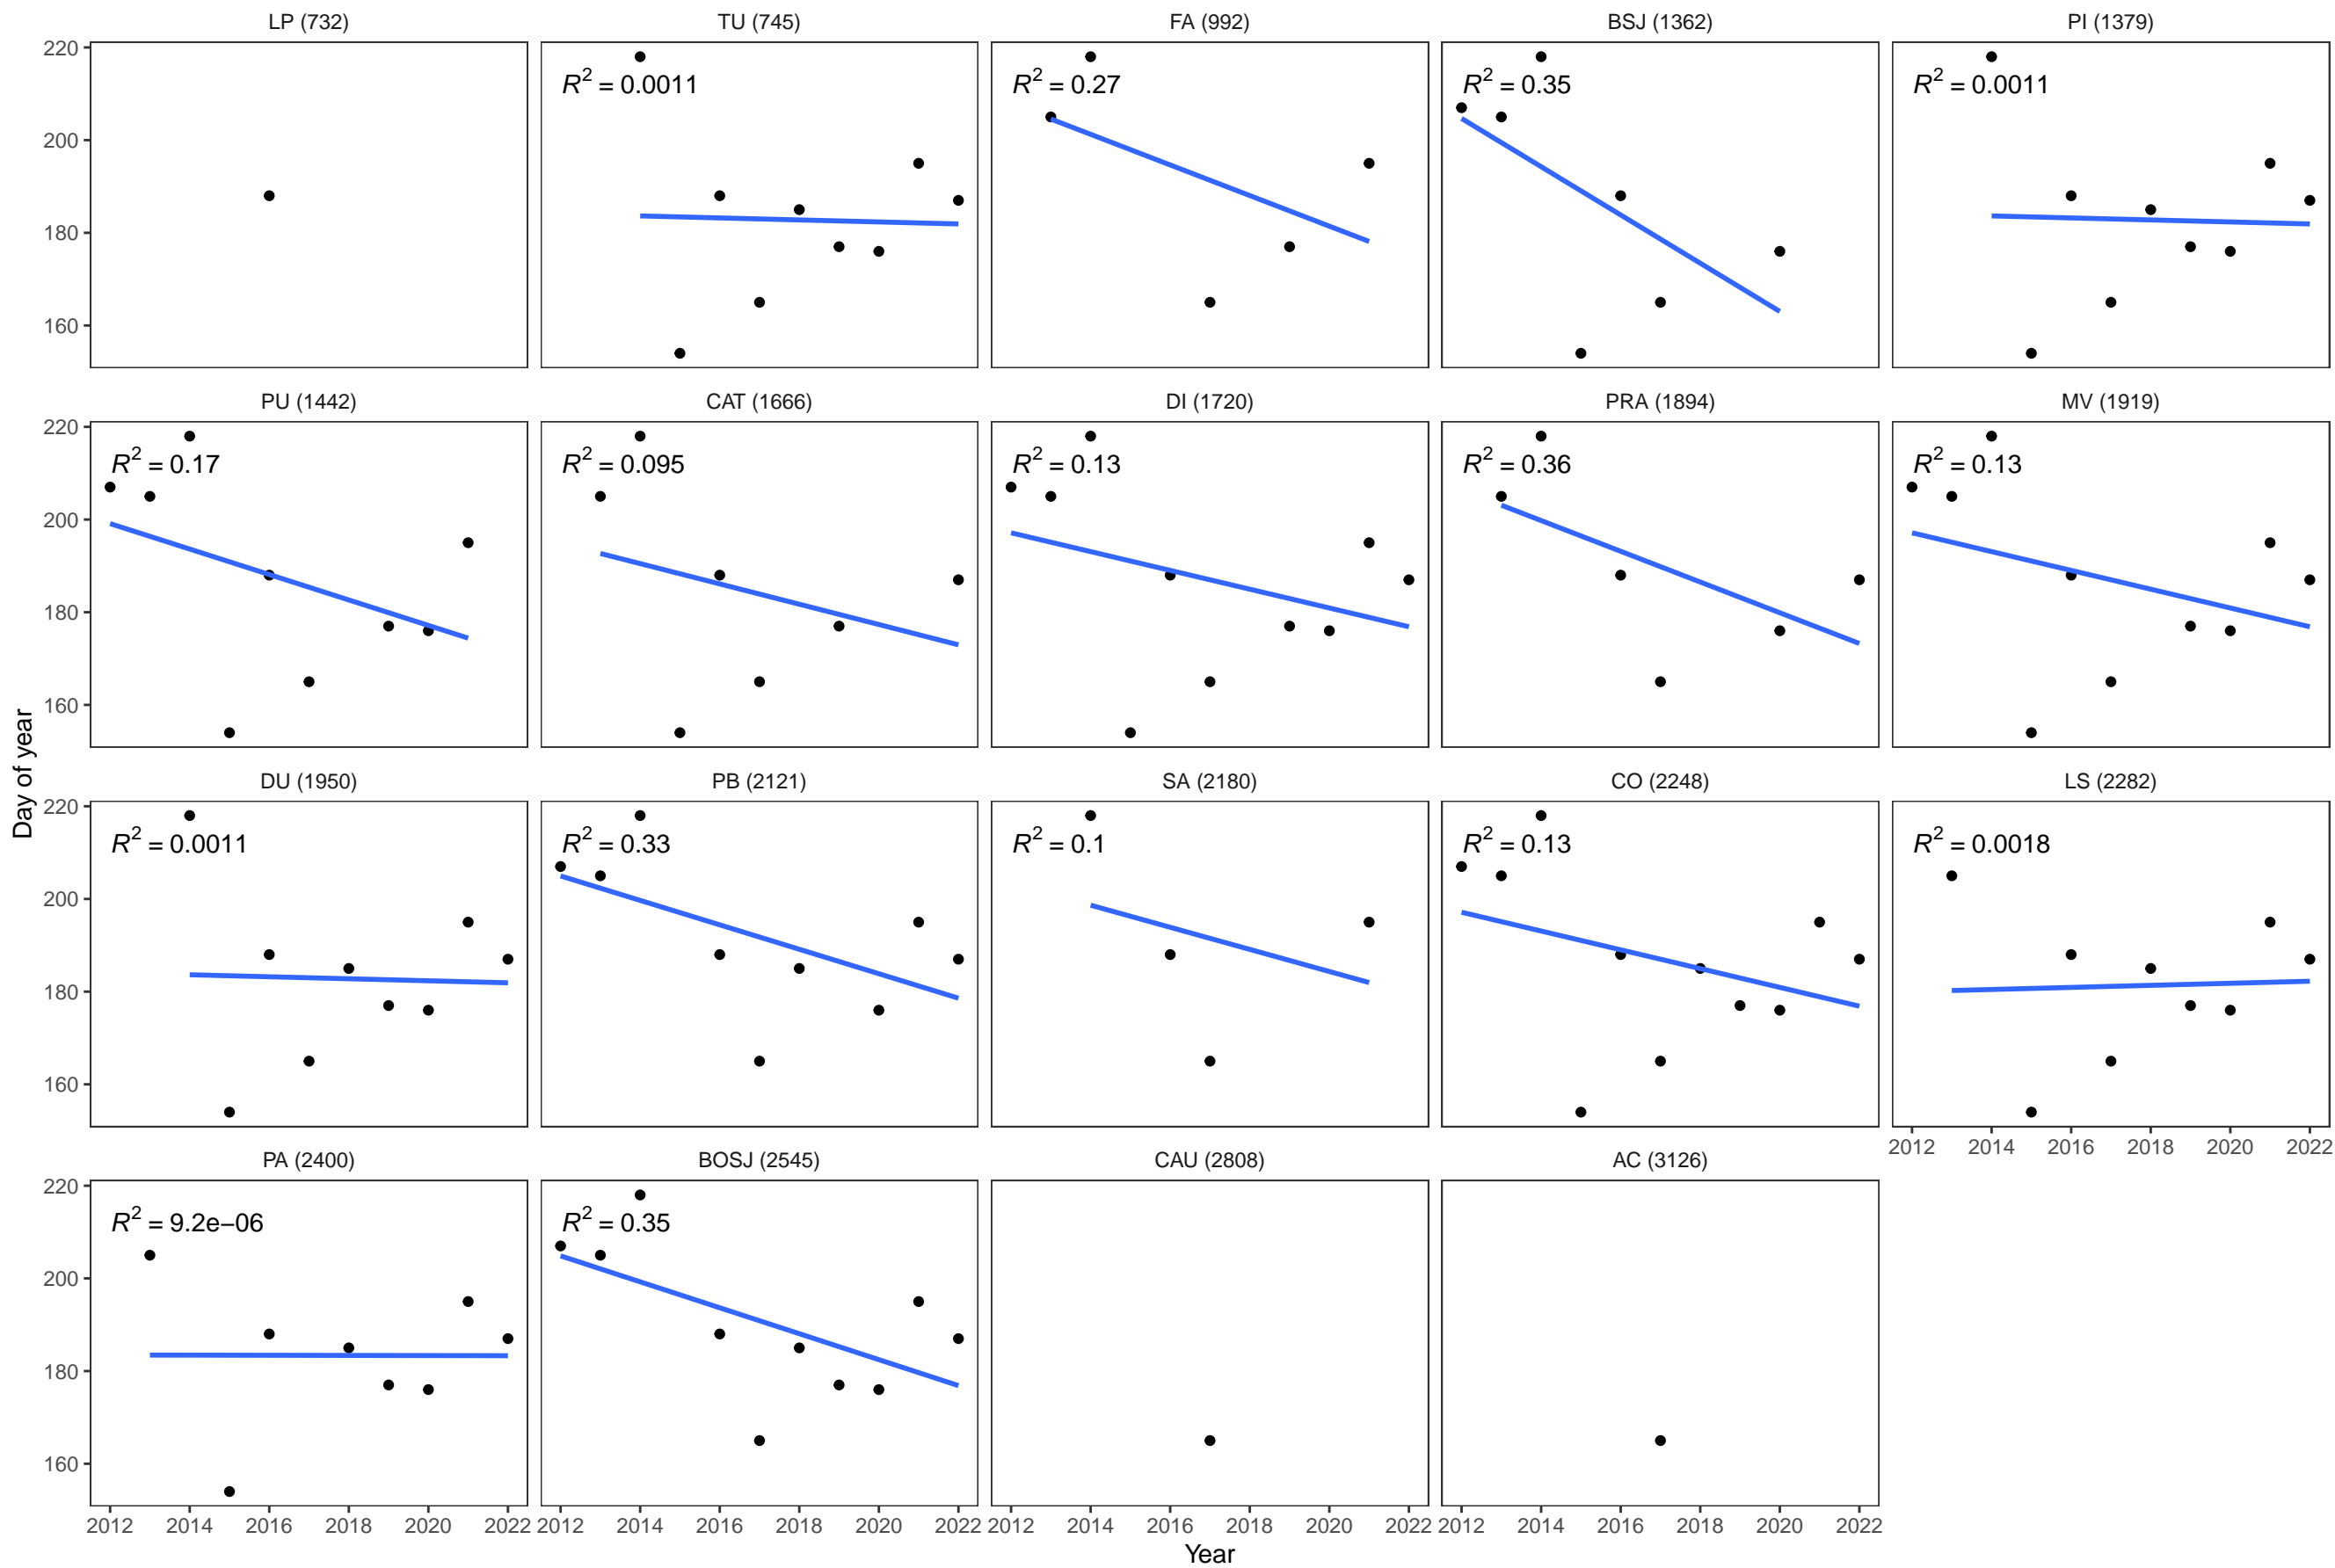 LP (732) TU (745) FA (992) BSJ (1362) PI (1379)
220
R² = 0.0011 R² = 0.27 R² = 0.35 R² = 0.0011
200
180
160
PU (1442) CAT (1666) DI (1720) PRA (1894) MV (1919)
220
R² = 0.17 R² = 0.095 R² = 0.13 R² = 0.36 R² = 0.13
200
180
160
Day of year
DU (1950) PB (2121) SA (2180) CO (2248) LS (2282)
220
R² = 0.0011 R² = 0.33 R² = 0.1 R² = 0.13 R² = 0.0018
200
180
160
2012 2014 2016 2018 2020 2022
PA (2400) BOSJ (2545) CAU (2808) AC (3126)
220
R² = 9.2e−06 R² = 0.35
200
180
160
2012 2014 2016 2018 2020 2022 2012 2014 2016 2018 2020 2022 2012 2014 2016 2018 2020 2022 2012 2014 2016 2018 2020 2022
Year